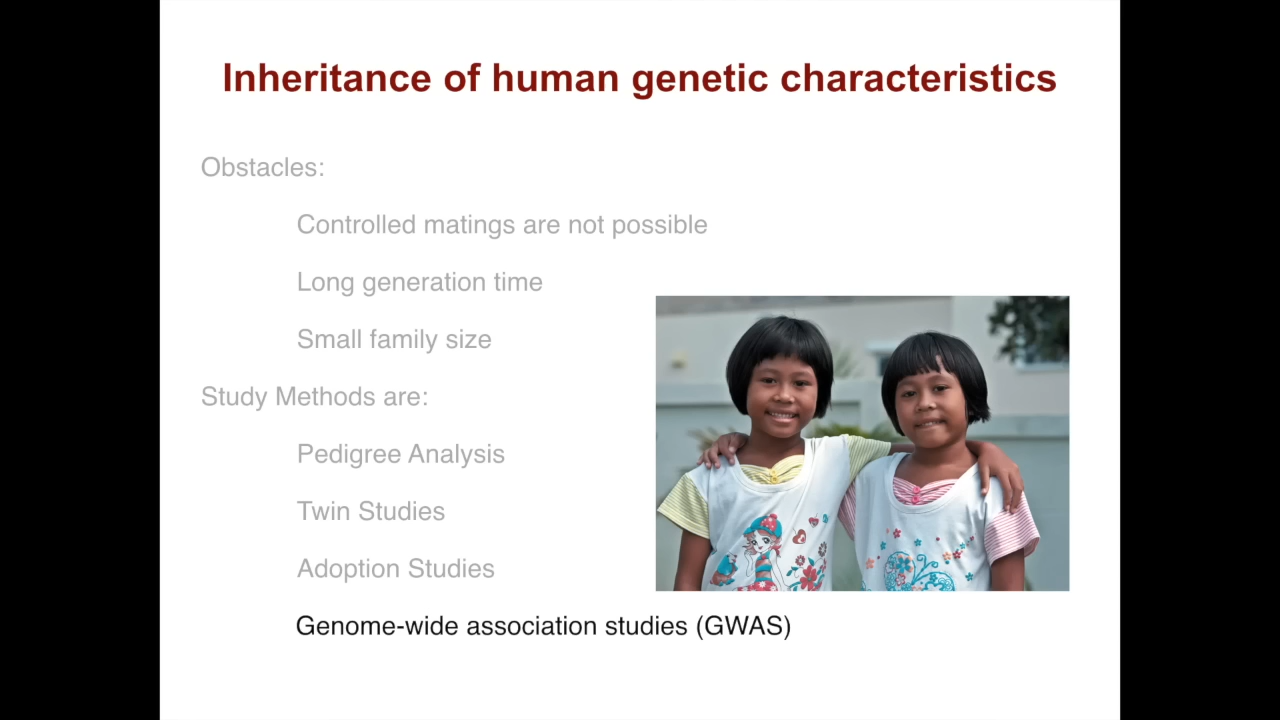 Inheritance of human genetic characteristics
Obstacles:
Controlled matings are not possible
Long generation time
Small family size
Study Methods are:
Pedigree Analysis
Twin Studies
Adoption Studies
Genome-wide association studies (GWAS)